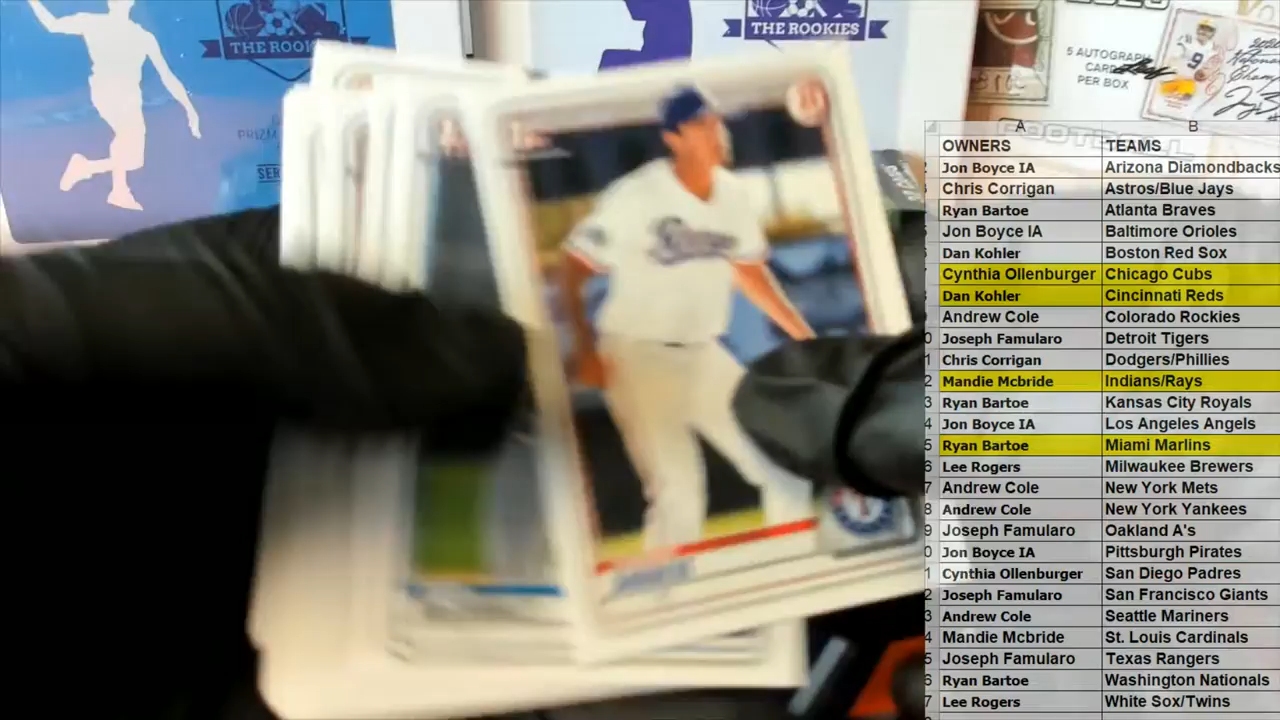 THE ROOKIES
THE ROOKIES
PRISM
SER
5 AUTOGRAPH
CARDS
PER BOX
FOOTBALL
A B
OWNERS TEAMS
Jon Boyce IA Arizona Diamondbacks
Chris Corrigan Astros/Blue Jays
Ryan Bartoe Atlanta Braves
Jon Boyce IA Baltimore Orioles
Dan Kohler Boston Red Sox
Cynthia Ollenburger Chicago Cubs
Dan Kohler Cincinnati Reds
Andrew Cole Colorado Rockies
Joseph Famularo Detroit Tigers
Chris Corrigan Dodgers/Phillies
Mandie Mcbride Indians/Rays
Ryan Bartoe Kansas City Royals
Jon Boyce IA Los Angeles Angels
Ryan Bartoe Miami Marlins
Lee Rogers Milwaukee Brewers
Andrew Cole New York Mets
Andrew Cole New York Yankees
Joseph Famularo Oakland A's
Jon Boyce IA Pittsburgh Pirates
Cynthia Ollenburger San Diego Padres
Joseph Famularo San Francisco Giants
Andrew Cole Seattle Mariners
Mandie Mcbride St. Louis Cardinals
Joseph Famularo Texas Rangers
Ryan Bartoe Washington Nationals
Lee Rogers White Sox/Twins